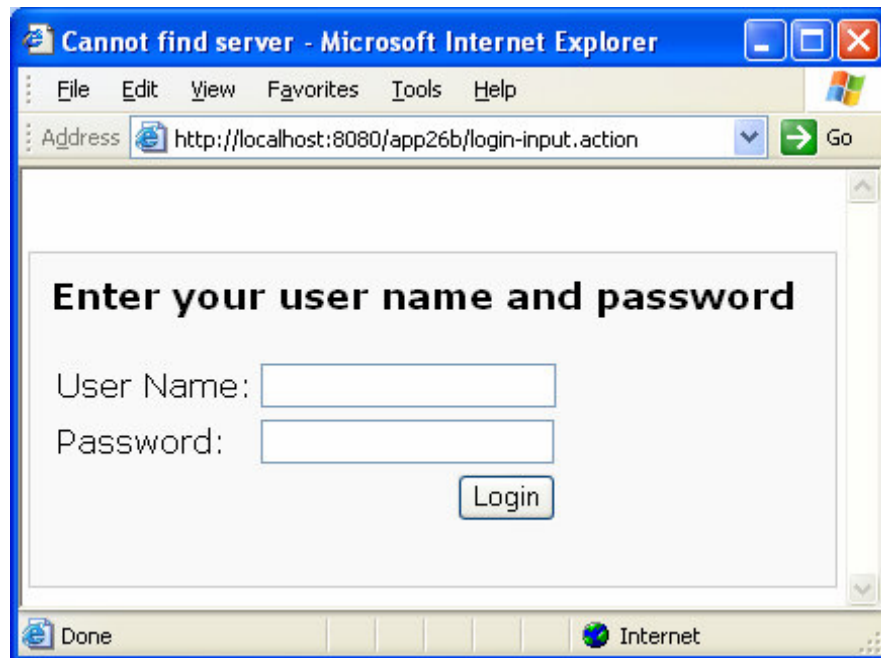 Cannot find server - Microsoft Internet Explorer
File Edit View Favorites Tools Help
Address http://localhost:8080/app26b/login-input.action Go
Enter your user name and password
User Name:
Password:
Login
Done Internet